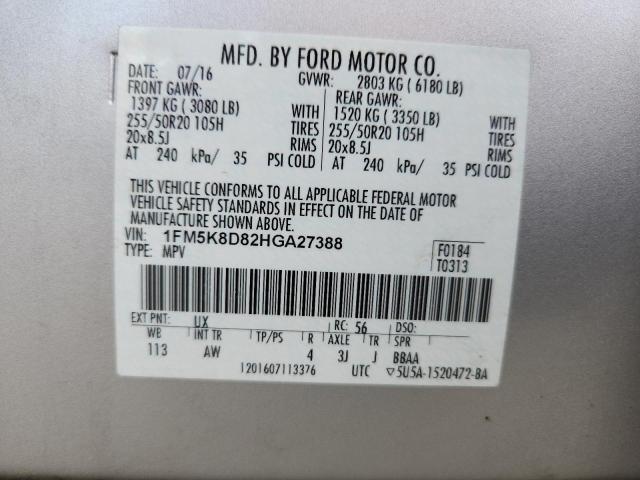 MFD. BY FORD MOTOR CO.
DATE: 07/16 GVWR: 2803 KG ( 6180 LB)
FRONT GAWR: REAR GAWR:
1397 KG ( 3080 LB) WITH 1520 KG ( 3350 LB) WITH
255/50R20 105H TIRES 255/50R20 105H TIRES
20x8.5J RIMS 20x8.5J RIMS
AT 240 kPa/ 35 PSI COLD AT 240 kPa/ 35 PSI COLD
THIS VEHICLE CONFORMS TO ALL APPLICABLE FEDERAL MOTOR
VEHICLE SAFETY STANDARDS IN EFFECT ON THE DATE OF
MANUFACTURE SHOWN ABOVE.
VIN: 1FM5K8D82HGA27388 F0184
TYPE: MPV T0313
EXT PNT: UX RC: 56 DSO:
WB INT TR TP/PS R AXLE TR SPR
113 AW 4 3J J BBAA
1201607113376 UTC ▽5U5A-1520472-BA